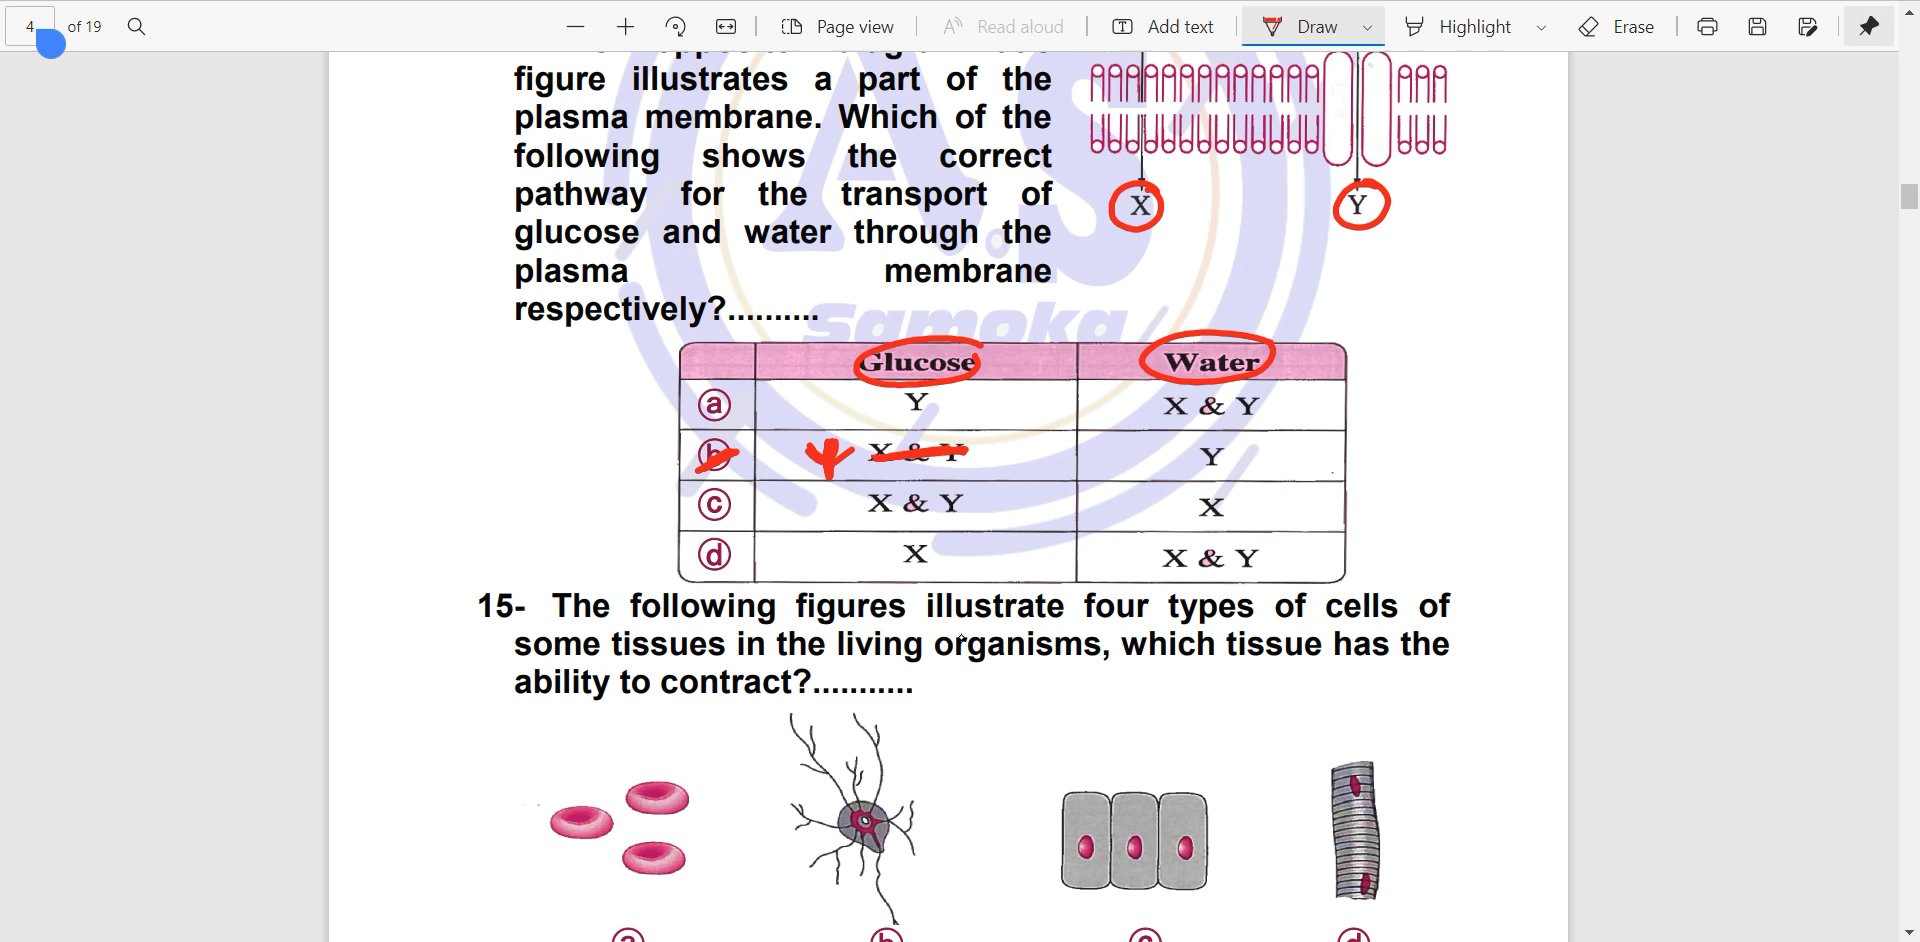 4 of 19
Page view
Read aloud
Add text
Draw
Highlight
Erase
figure illustrates a part of the
plasma membrane. Which of the
following shows the correct
pathway for the transport of
glucose and water through the
plasma membrane
respectively?..........
X
Y
A.S
Samoka
Glucose Water
a Y X & Y
b X & Y Y
c X & Y X
d X X & Y
15- The following figures illustrate four types of cells of
some tissues in the living organisms, which tissue has the
ability to contract?...........
a b c d